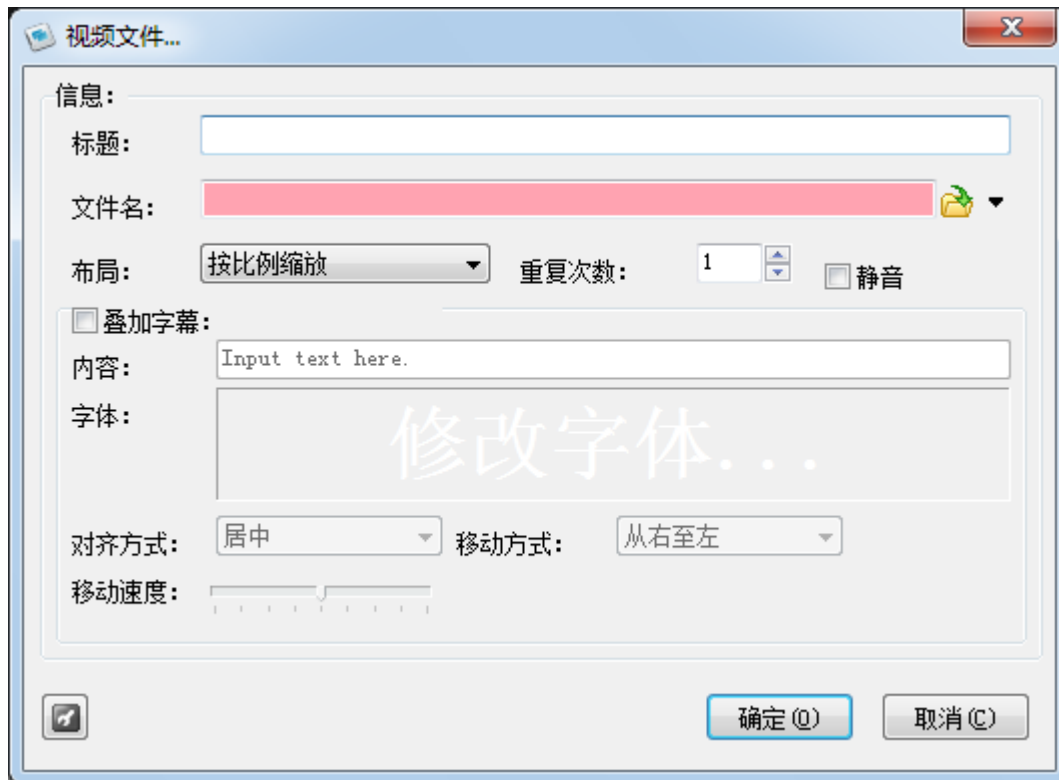 视频文件...
信息：
标题：
文件名：
布局： 按比例缩放 重复次数： 1 静音
叠加字幕：
内容： Input text here.
字体： 修改字体...
对齐方式： 居中 移动方式： 从右至左
移动速度：
确定(O) 取消(C)